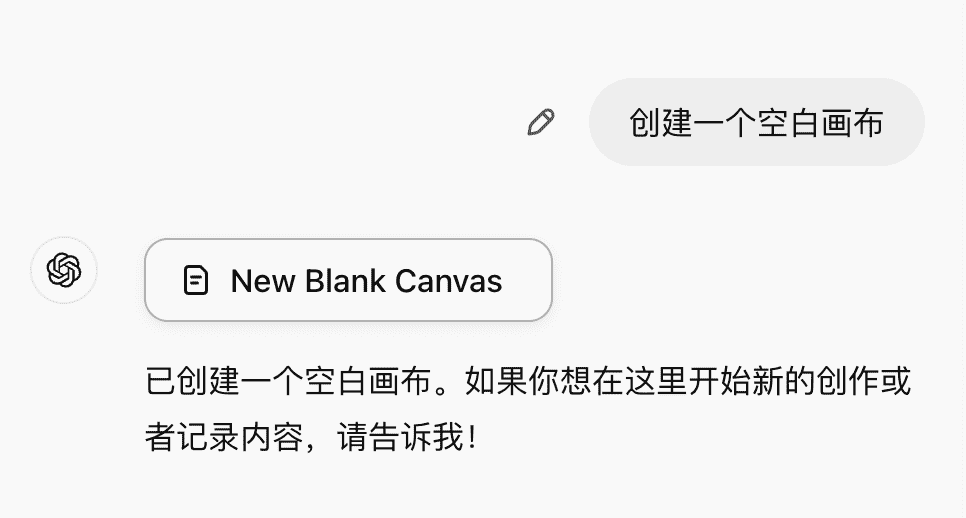 创建一个空白画布
New Blank Canvas
已创建一个空白画布。如果你想在这里开始新的创作或
者记录内容，请告诉我！